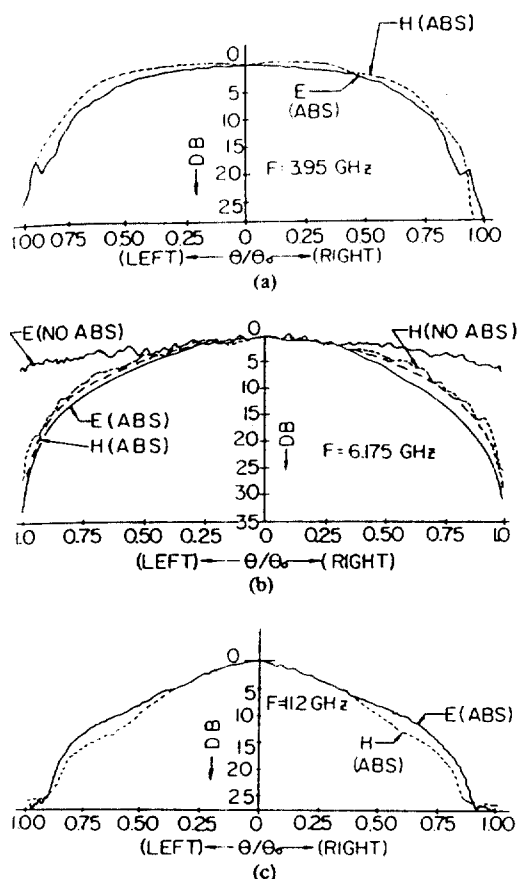 0
5
10
15
20
25
H(ABS)
E
(ABS)
DB
F= 3.95 GHz
1.00 0.75 0.50 0.25 0 0.25 0.50 0.75 1.00
(LEFT) θ/θ₀ (RIGHT)
(a)
E(NO ABS)
H(NO ABS)
0
5
10
15
20
25
30
35
E(ABS)
H(ABS)
DB
F= 6.175 GHz
1.0 0.75 0.50 0.25 0 0.25 0.50 0.75 1.0
(LEFT) θ/θ₀ (RIGHT)
(b)
0
5
10
15
20
25
F=11.2 GHz
E(ABS)
H
(ABS)
DB
1.00 0.75 0.50 0.25 0 0.25 0.50 0.75 1.00
(LEFT) θ/θ₀ (RIGHT)
(c)